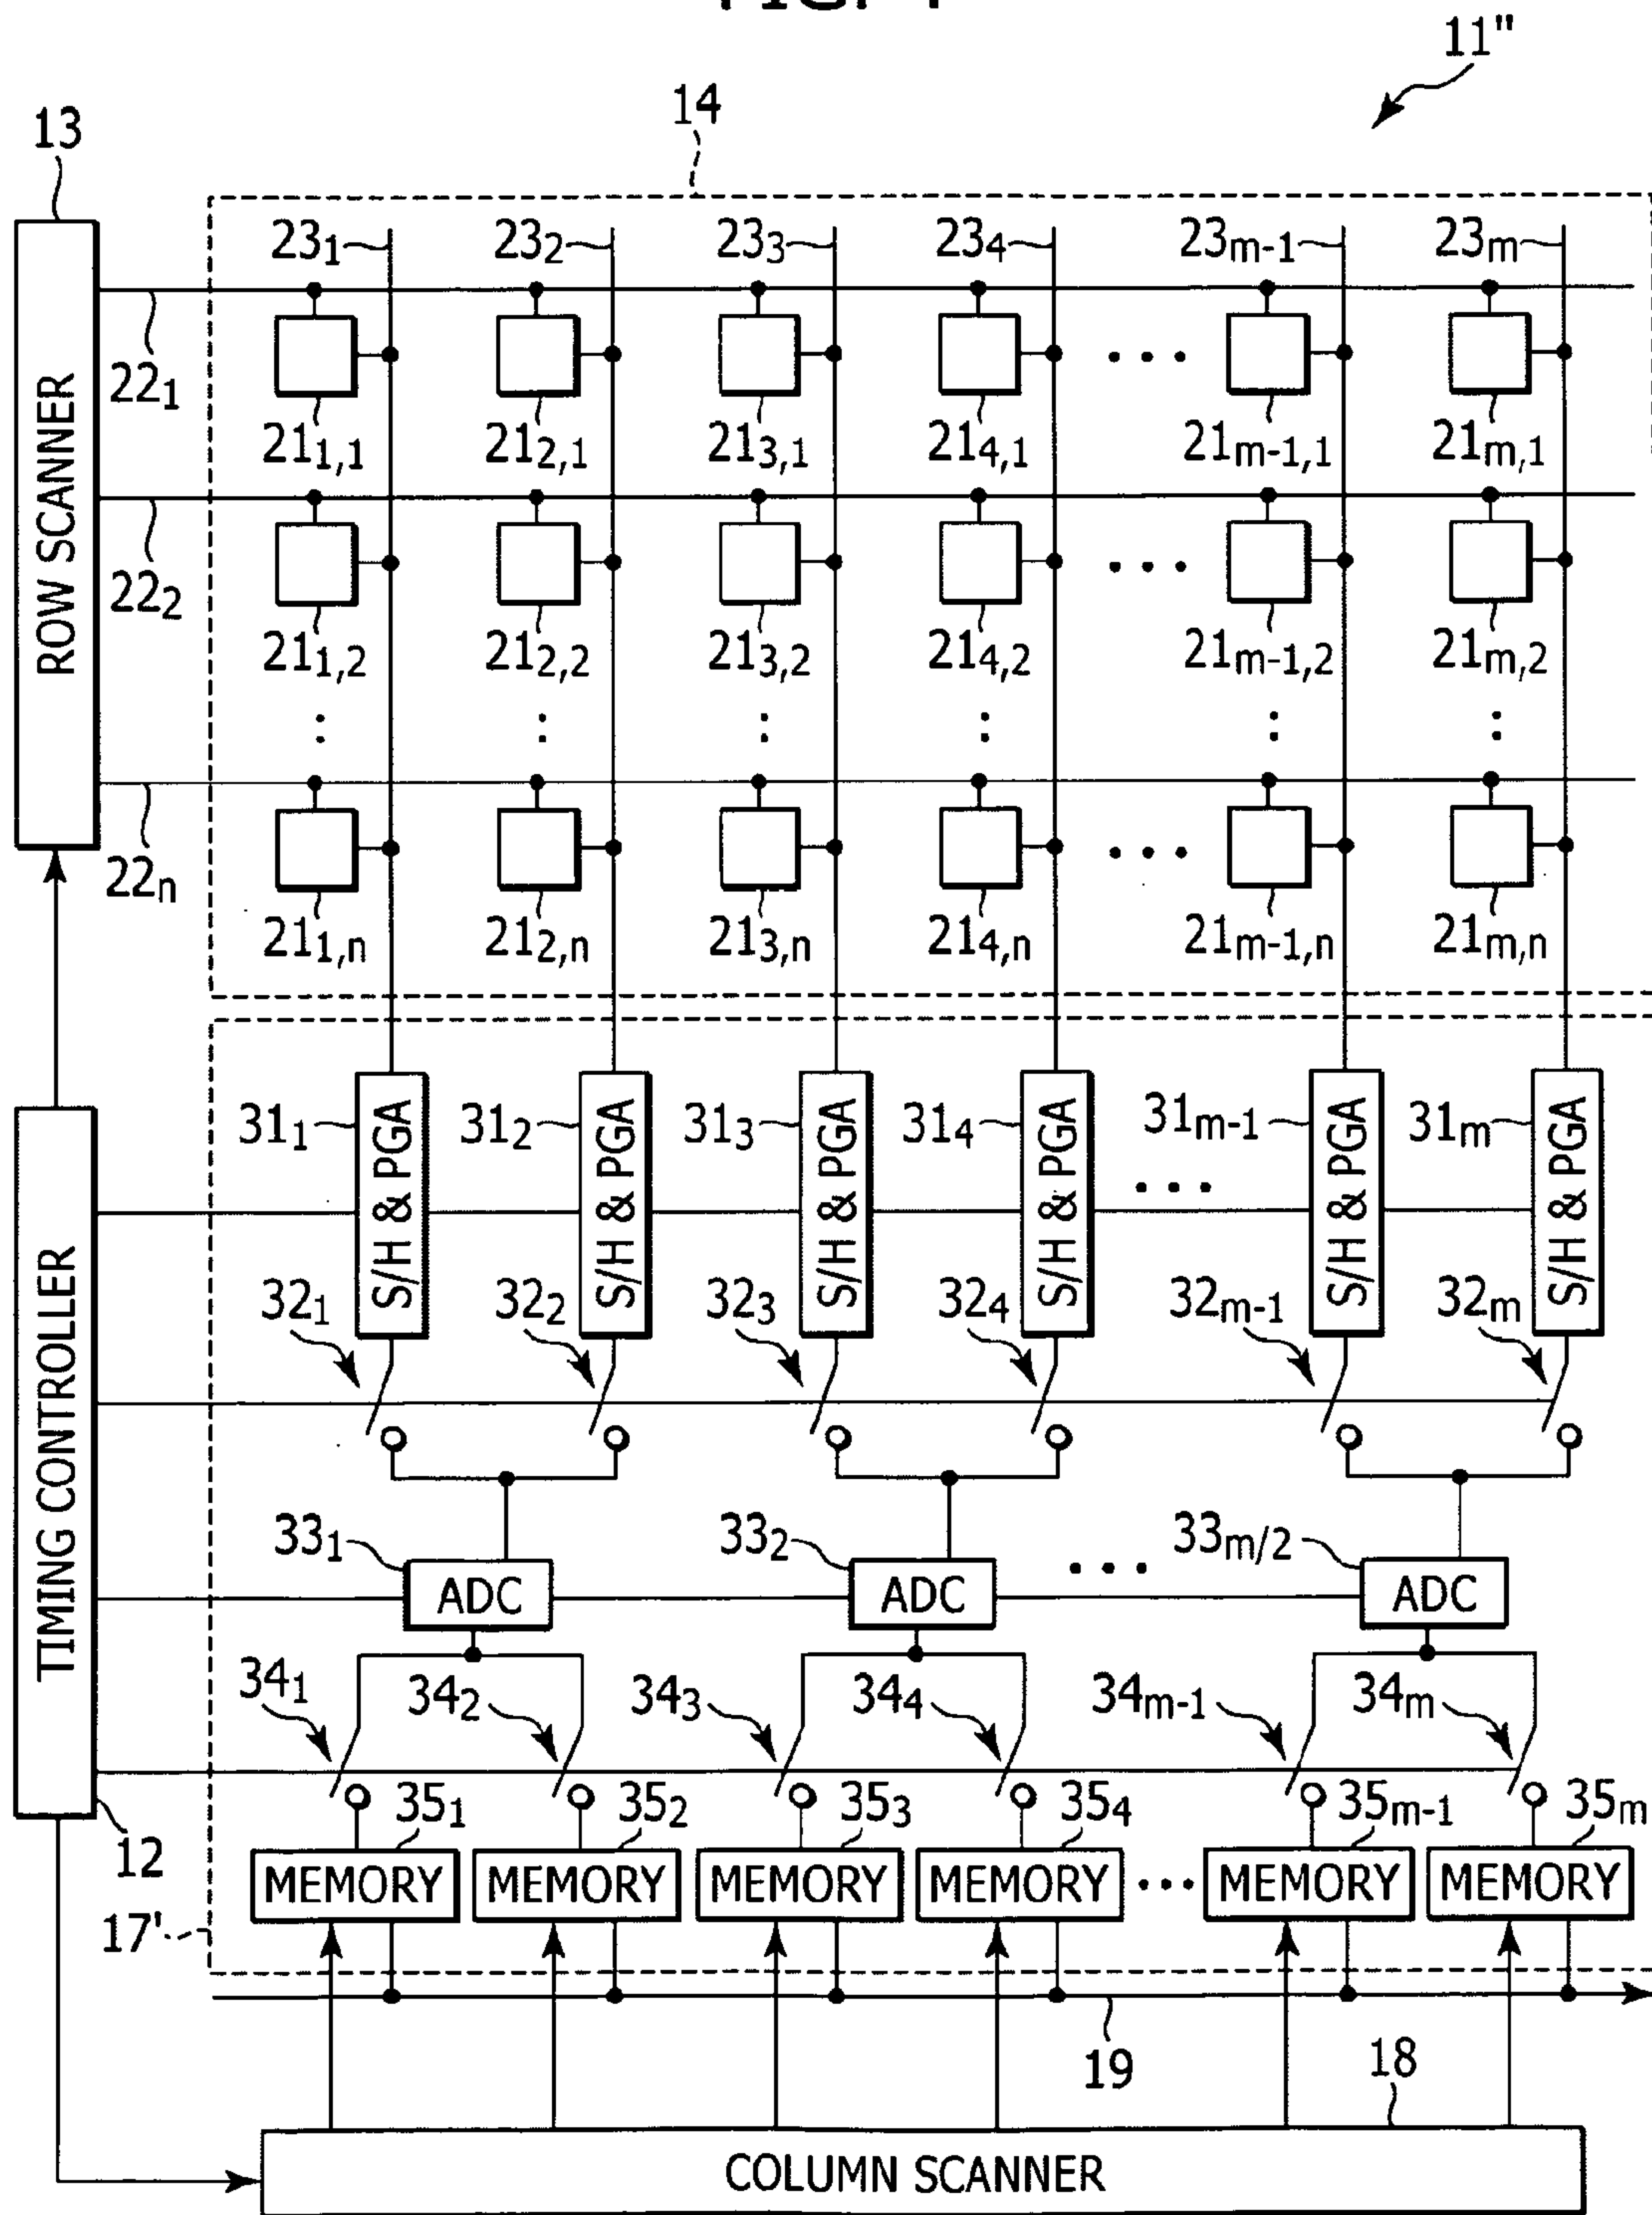 11"
14
13
23₁ 23₂ 23₃ 23₄ 23m-1 23m
22₁
21₁,₁ 21₂,₁ 21₃,₁ 21₄,₁ 21m-1,1 21m,1
ROW SCANNER
22₂
21₁,₂ 21₂,₂ 21₃,₂ 21₄,₂ 21m-1,2 21m,2
22n
21₁,n 21₂,n 21₃,n 21₄,n 21m-1,n 21m,n
31₁ 31₂ 31₃ 31₄ 31m-1 31m
S/H & PGA S/H & PGA S/H & PGA S/H & PGA S/H & PGA S/H & PGA
32₁ 32₂ 32₃ 32₄ 32m-1 32m
TIMING CONTROLLER
33₁ 33₂ 33m/2
ADC ADC ADC
34₁ 34₂ 34₃ 34₄ 34m-1 34m
35₁ 35₂ 35₃ 35₄ 35m-1 35m
12
MEMORY MEMORY MEMORY MEMORY MEMORY MEMORY
17'
19
18
COLUMN SCANNER